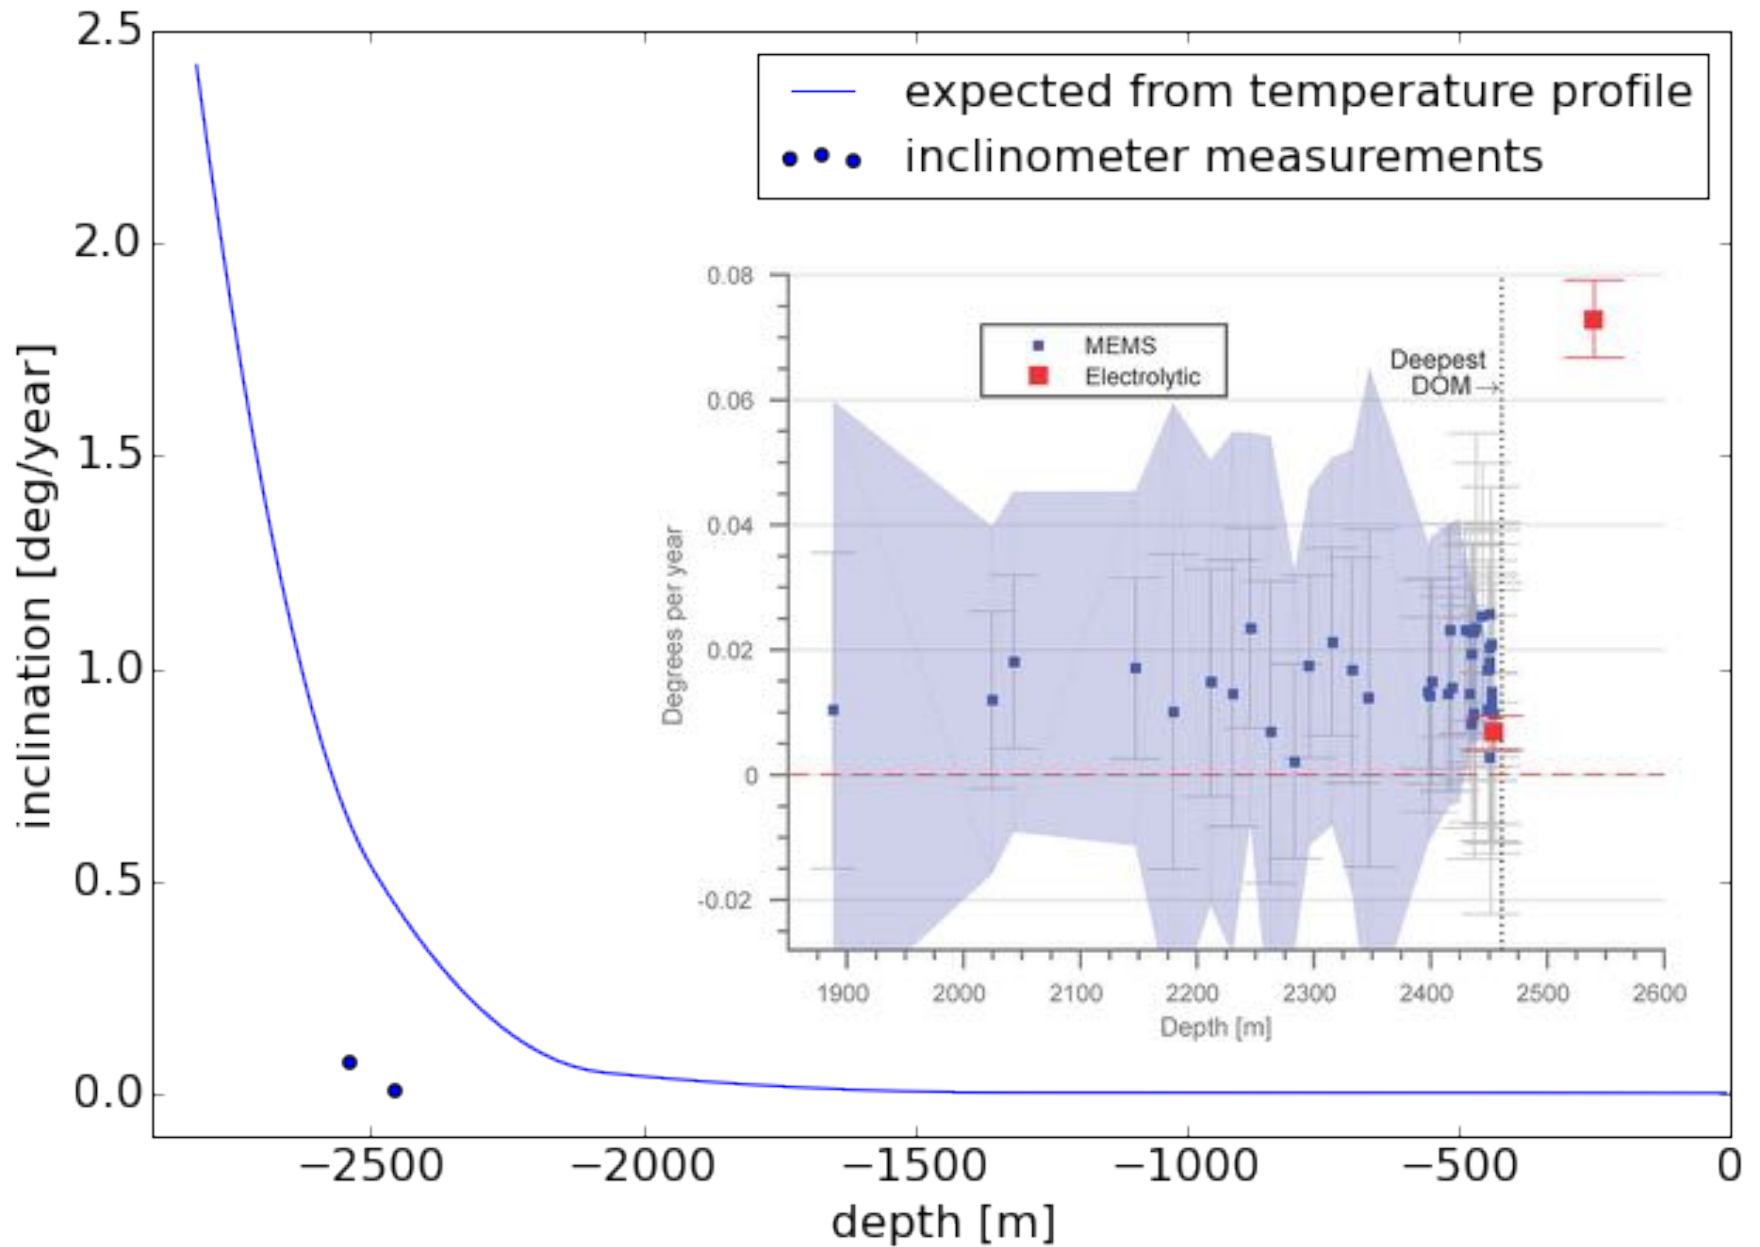 2.5
2.0
1.5
1.0
0.5
0.0
inclination [deg/year]
expected from temperature profile
inclinometer measurements
0.08
0.06
0.04
0.02
0
-0.02
Degrees per year
MEMS
Electrolytic
Deepest
DOM→
1900 2000 2100 2200 2300 2400 2500 2600
Depth [m]
−2500 −2000 −1500 −1000 −500 0
depth [m]